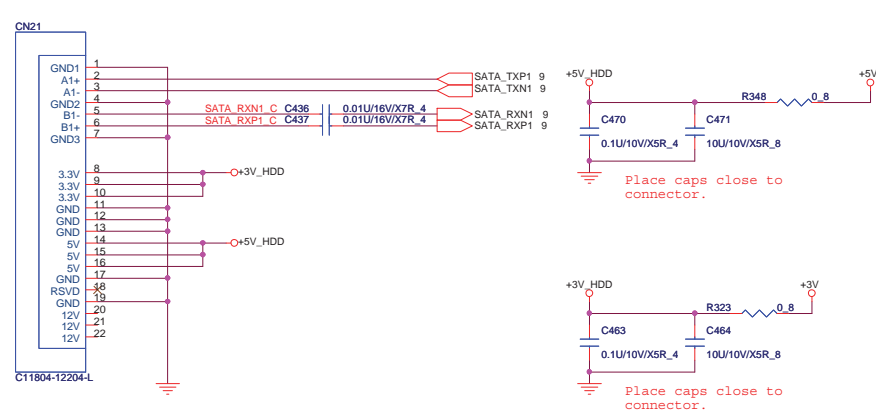 CN21
GND1 1
A1+ 2
A1- 3
GND2 4
B1- 5
B1+ 6
GND3 7
SATA_TXP1 9
SATA_TXN1 9
SATA_RXN1_C C436 0.01U/16V/X7R_4 SATA_RXN1 9
SATA_RXP1_C C437 0.01U/16V/X7R_4 SATA_RXP1 9
3.3V 8 +3V_HDD
3.3V 9
3.3V 10
GND 11
GND 12
GND 13
5V 14 +5V_HDD
5V 15
5V 16
GND 17
RSVD 18
GND 19
12V 20
12V 21
12V 22
C11804-12204-L
+5V_HDD +5V
R348 0_8
C470 C471
0.1U/10V/X5R_4 10U/10V/X5R_8
Place caps close to
connector.
+3V_HDD +3V
R323 0_8
C463 C464
0.1U/10V/X5R_4 10U/10V/X5R_8
Place caps close to
connector.